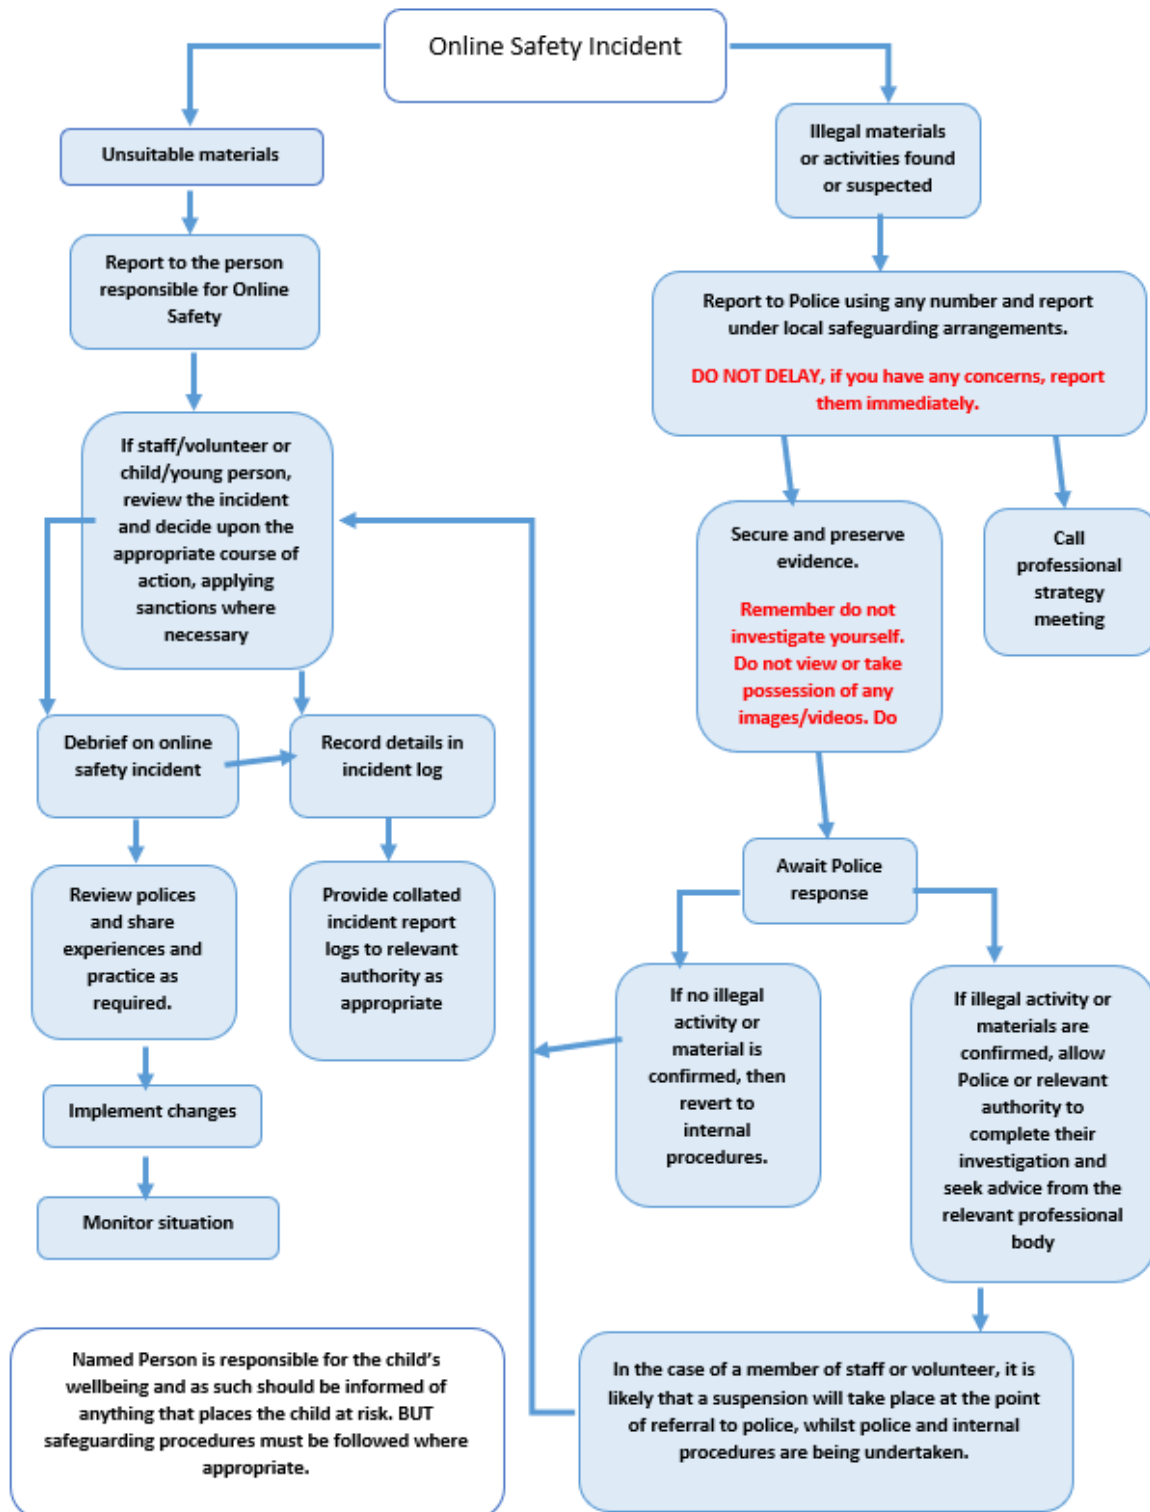 Online Safety Incident
Unsuitable materials
Illegal materials
or activities found
or suspected
Report to the person
responsible for Online
Safety
Report to Police using any number and report
under local safeguarding arrangements.
DO NOT DELAY, if you have any concerns, report
them immediately.
If staff/volunteer or
child/young person,
review the incident
and decide upon the
appropriate course of
action, applying
sanctions where
necessary
Secure and preserve
evidence.
Remember do not
investigate yourself.
Do not view or take
possession of any
images/videos. Do
Call
professional
strategy
meeting
Debrief on online
safety incident
Record details in
incident log
Await Police
response
Review polices
and share
experiences and
practice as
required.
Provide collated
incident report
logs to relevant
authority as
appropriate
If no illegal
activity or
material is
confirmed, then
revert to
internal
procedures.
If illegal activity or
materials are
confirmed, allow
Police or relevant
authority to
complete their
investigation and
seek advice from the
relevant professional
body
Implement changes
Monitor situation
Named Person is responsible for the child's
wellbeing and as such should be informed of
anything that places the child at risk. BUT
safeguarding procedures must be followed where
appropriate.
In the case of a member of staff or volunteer, it is
likely that a suspension will take place at the point
of referral to police, whilst police and internal
procedures are being undertaken.